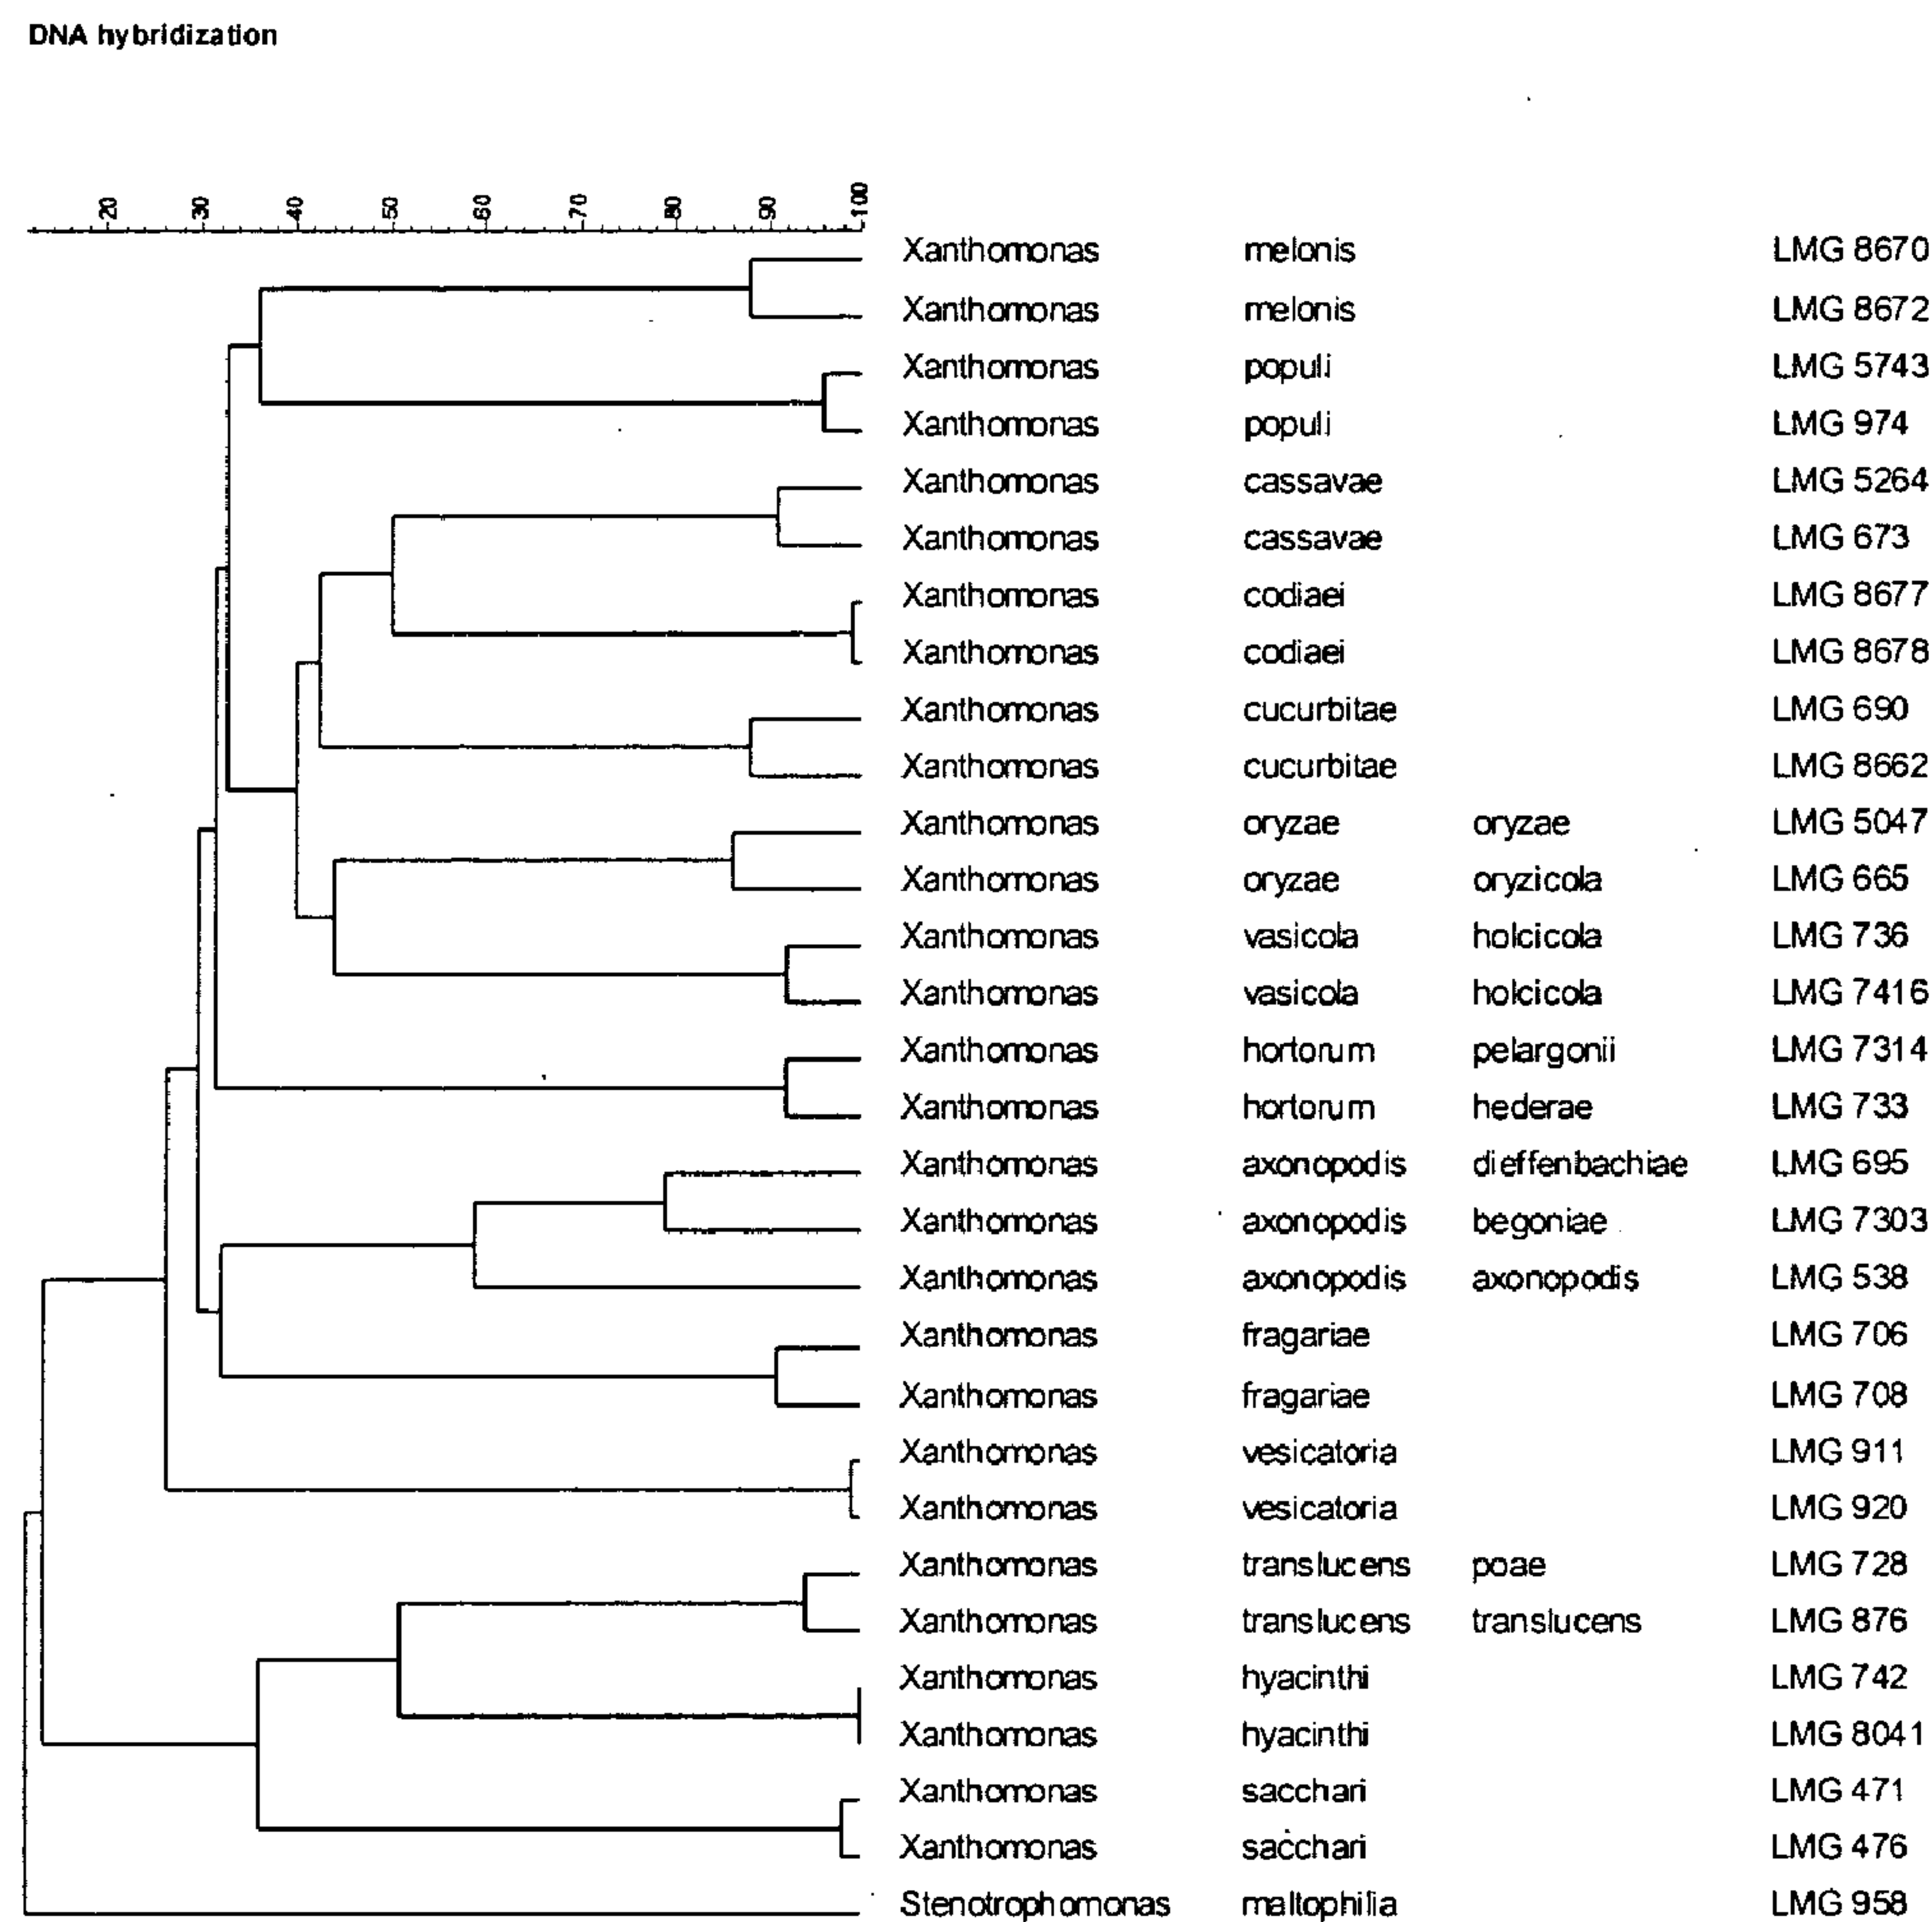 DNA hybridization
20 30 40 50 60 70 80 90 100
Xanthomonas melonis LMG 8670
Xanthomonas melonis LMG 8672
Xanthomonas populi LMG 5743
Xanthomonas populi LMG 974
Xanthomonas cassavae LMG 5264
Xanthomonas cassavae LMG 673
Xanthomonas codiaei LMG 8677
Xanthomonas codiaei LMG 8678
Xanthomonas cucurbitae LMG 690
Xanthomonas cucurbitae LMG 8662
Xanthomonas oryzae oryzae LMG 5047
Xanthomonas oryzae oryzicola LMG 665
Xanthomonas vasicola holcicola LMG 736
Xanthomonas vasicola holcicola LMG 7416
Xanthomonas hortorum pelargonii LMG 7314
Xanthomonas hortorum hederae LMG 733
Xanthomonas axonopodis dieffenbachiae LMG 695
Xanthomonas axonopodis begoniae LMG 7303
Xanthomonas axonopodis axonopodis LMG 538
Xanthomonas fragariae LMG 706
Xanthomonas fragariae LMG 708
Xanthomonas vesicatoria LMG 911
Xanthomonas vesicatoria LMG 920
Xanthomonas translucens poae LMG 728
Xanthomonas translucens translucens LMG 876
Xanthomonas hyacinthi LMG 742
Xanthomonas hyacinthi LMG 8041
Xanthomonas sacchari LMG 471
Xanthomonas sacchari LMG 476
Stenotrophomonas maltophilia LMG 958